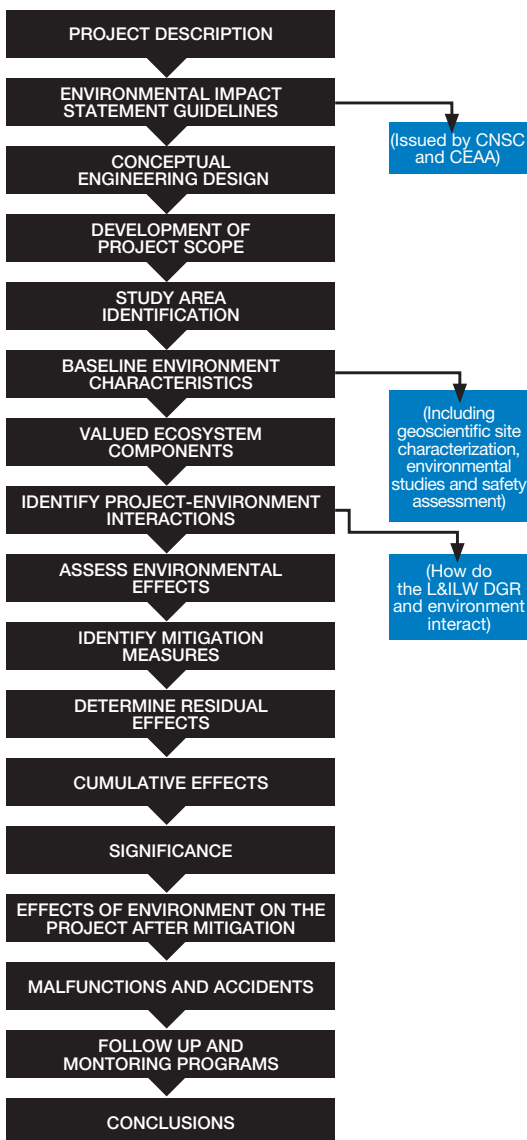 PROJECT DESCRIPTION
ENVIRONMENTAL IMPACT
STATEMENT GUIDELINES
(Issued by CNSC
and CEAA)
CONCEPTUAL
ENGINEERING DESIGN
DEVELOPMENT OF
PROJECT SCOPE
STUDY AREA
IDENTIFICATION
BASELINE ENVIRONMENT
CHARACTERISTICS
(Including
geoscientific site
characterization,
environmental
studies and safety
assessment)
VALUED ECOSYSTEM
COMPONENTS
IDENTIFY PROJECT-ENVIRONMENT
INTERACTIONS
(How do
the L&ILW DGR
and environment
interact)
ASSESS ENVIRONMENTAL
EFFECTS
IDENTIFY MITIGATION
MEASURES
DETERMINE RESIDUAL
EFFECTS
CUMULATIVE EFFECTS
SIGNIFICANCE
EFFECTS OF ENVIRONMENT ON THE
PROJECT AFTER MITIGATION
MALFUNCTIONS AND ACCIDENTS
FOLLOW UP AND
MONTORING PROGRAMS
CONCLUSIONS